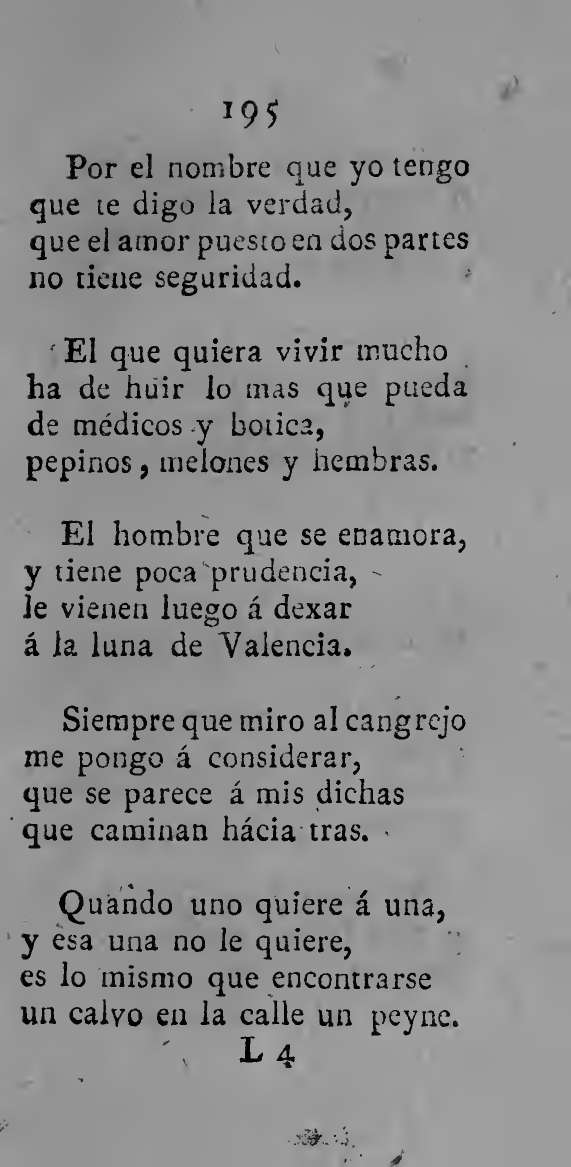 195
Por el nombre que yo tengo
que te digo la verdad,
que el amor puesto en dos partes
no tiene seguridad.
El que quiera vivir mucho
ha de huir lo mas que pueda
de médicos y botica,
pepinos, melones y hembras.
El hombre que se enamora,
y tiene poca prudencia,
le vienen luego á dexar
á la luna de Valencia.
Siempre que miro al cangrejo
me pongo á considerar,
que se parece á mis dichas
que caminan hácia tras.
Quando uno quiere á una,
y esa una no le quiere,
es lo mismo que encontrarse
un calvo en la calle un peyne.
L 4